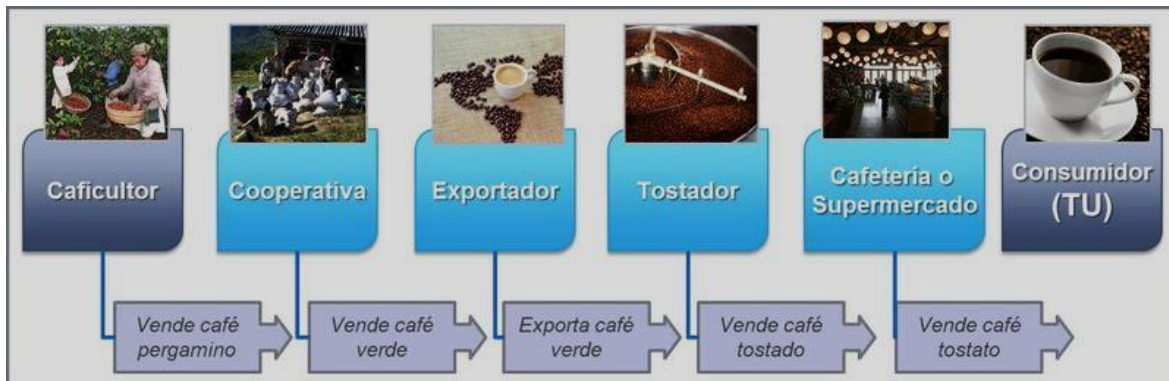 Caficultor
Cooperativa
Exportador
Tostador
Cafeteria o
Supermercado
Consumidor
(TU)
Vende café
pergamino
Vende café
verde
Exporta café
verde
Vende café
tostado
Vende café
tostato